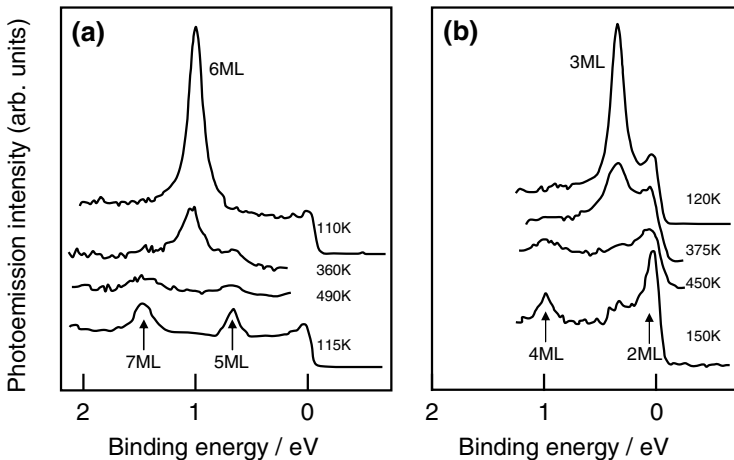 Photoemission intensity (arb. units)
(a)
6ML
110K
360K
490K
115K
7ML
5ML
2
1
0
Binding energy / eV
(b)
3ML
120K
375K
450K
150K
4ML
2ML
2
1
0
Binding energy / eV